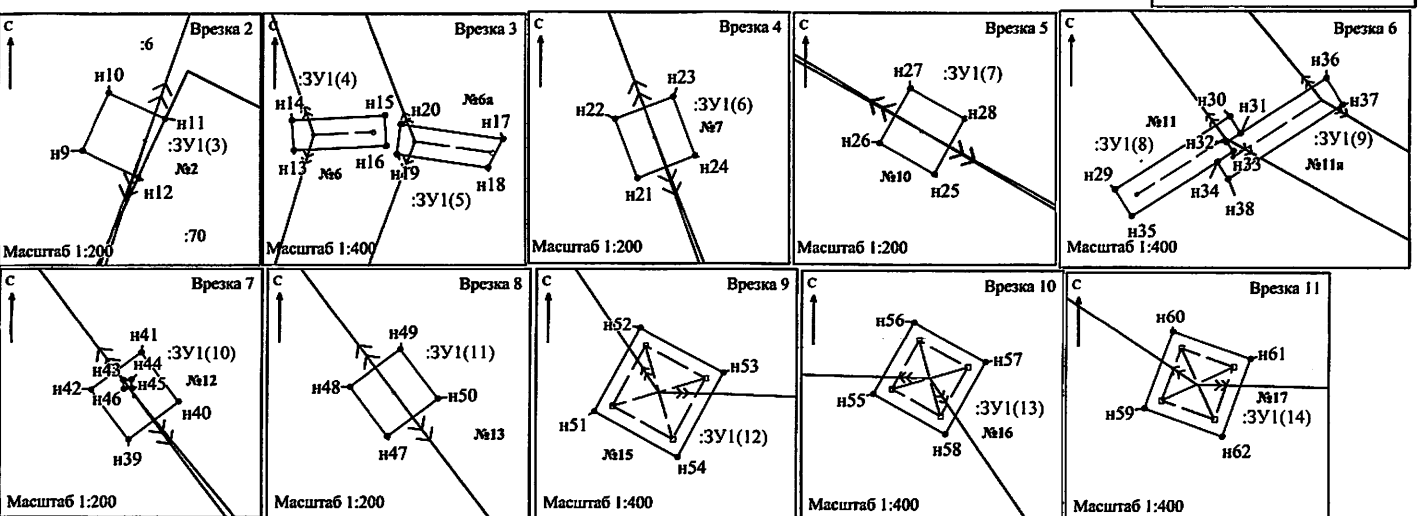 С
Врезка 2
:6
н10
н11
:ЗУ1(3)
н9
№2
н12
:70
Масштаб 1:200
С
Врезка 3
:ЗУ1(4)
н14
н15
н20
№6а
н17
н13
№6
н16
н19
н18
:ЗУ1(5)
Масштаб 1:400
С
Врезка 4
н23
н22
:ЗУ1(6)
№7
н24
н21
Масштаб 1:200
С
Врезка 5
н27
:ЗУ1(7)
н28
н26
№10
н25
Масштаб 1:200
С
Врезка 6
н36
н30
н31
н37
№11
:ЗУ1(8)
н32
:ЗУ1(9)
н33
н29
н34
№11а
н38
н35
Масштаб 1:400
С
Врезка 7
н41
н43
н44
:ЗУ1(10)
н42
н45
№12
н46
н40
н39
Масштаб 1:200
С
Врезка 8
н49
:ЗУ1(11)
н48
н50
№13
н47
Масштаб 1:200
С
Врезка 9
н52
н53
н51
:ЗУ1(12)
№15
н54
Масштаб 1:400
С
Врезка 10
н56
н57
н55
:ЗУ1(13)
№16
н58
Масштаб 1:400
С
Врезка 11
н60
н61
№17
н59
:ЗУ1(14)
н62
Масштаб 1:400